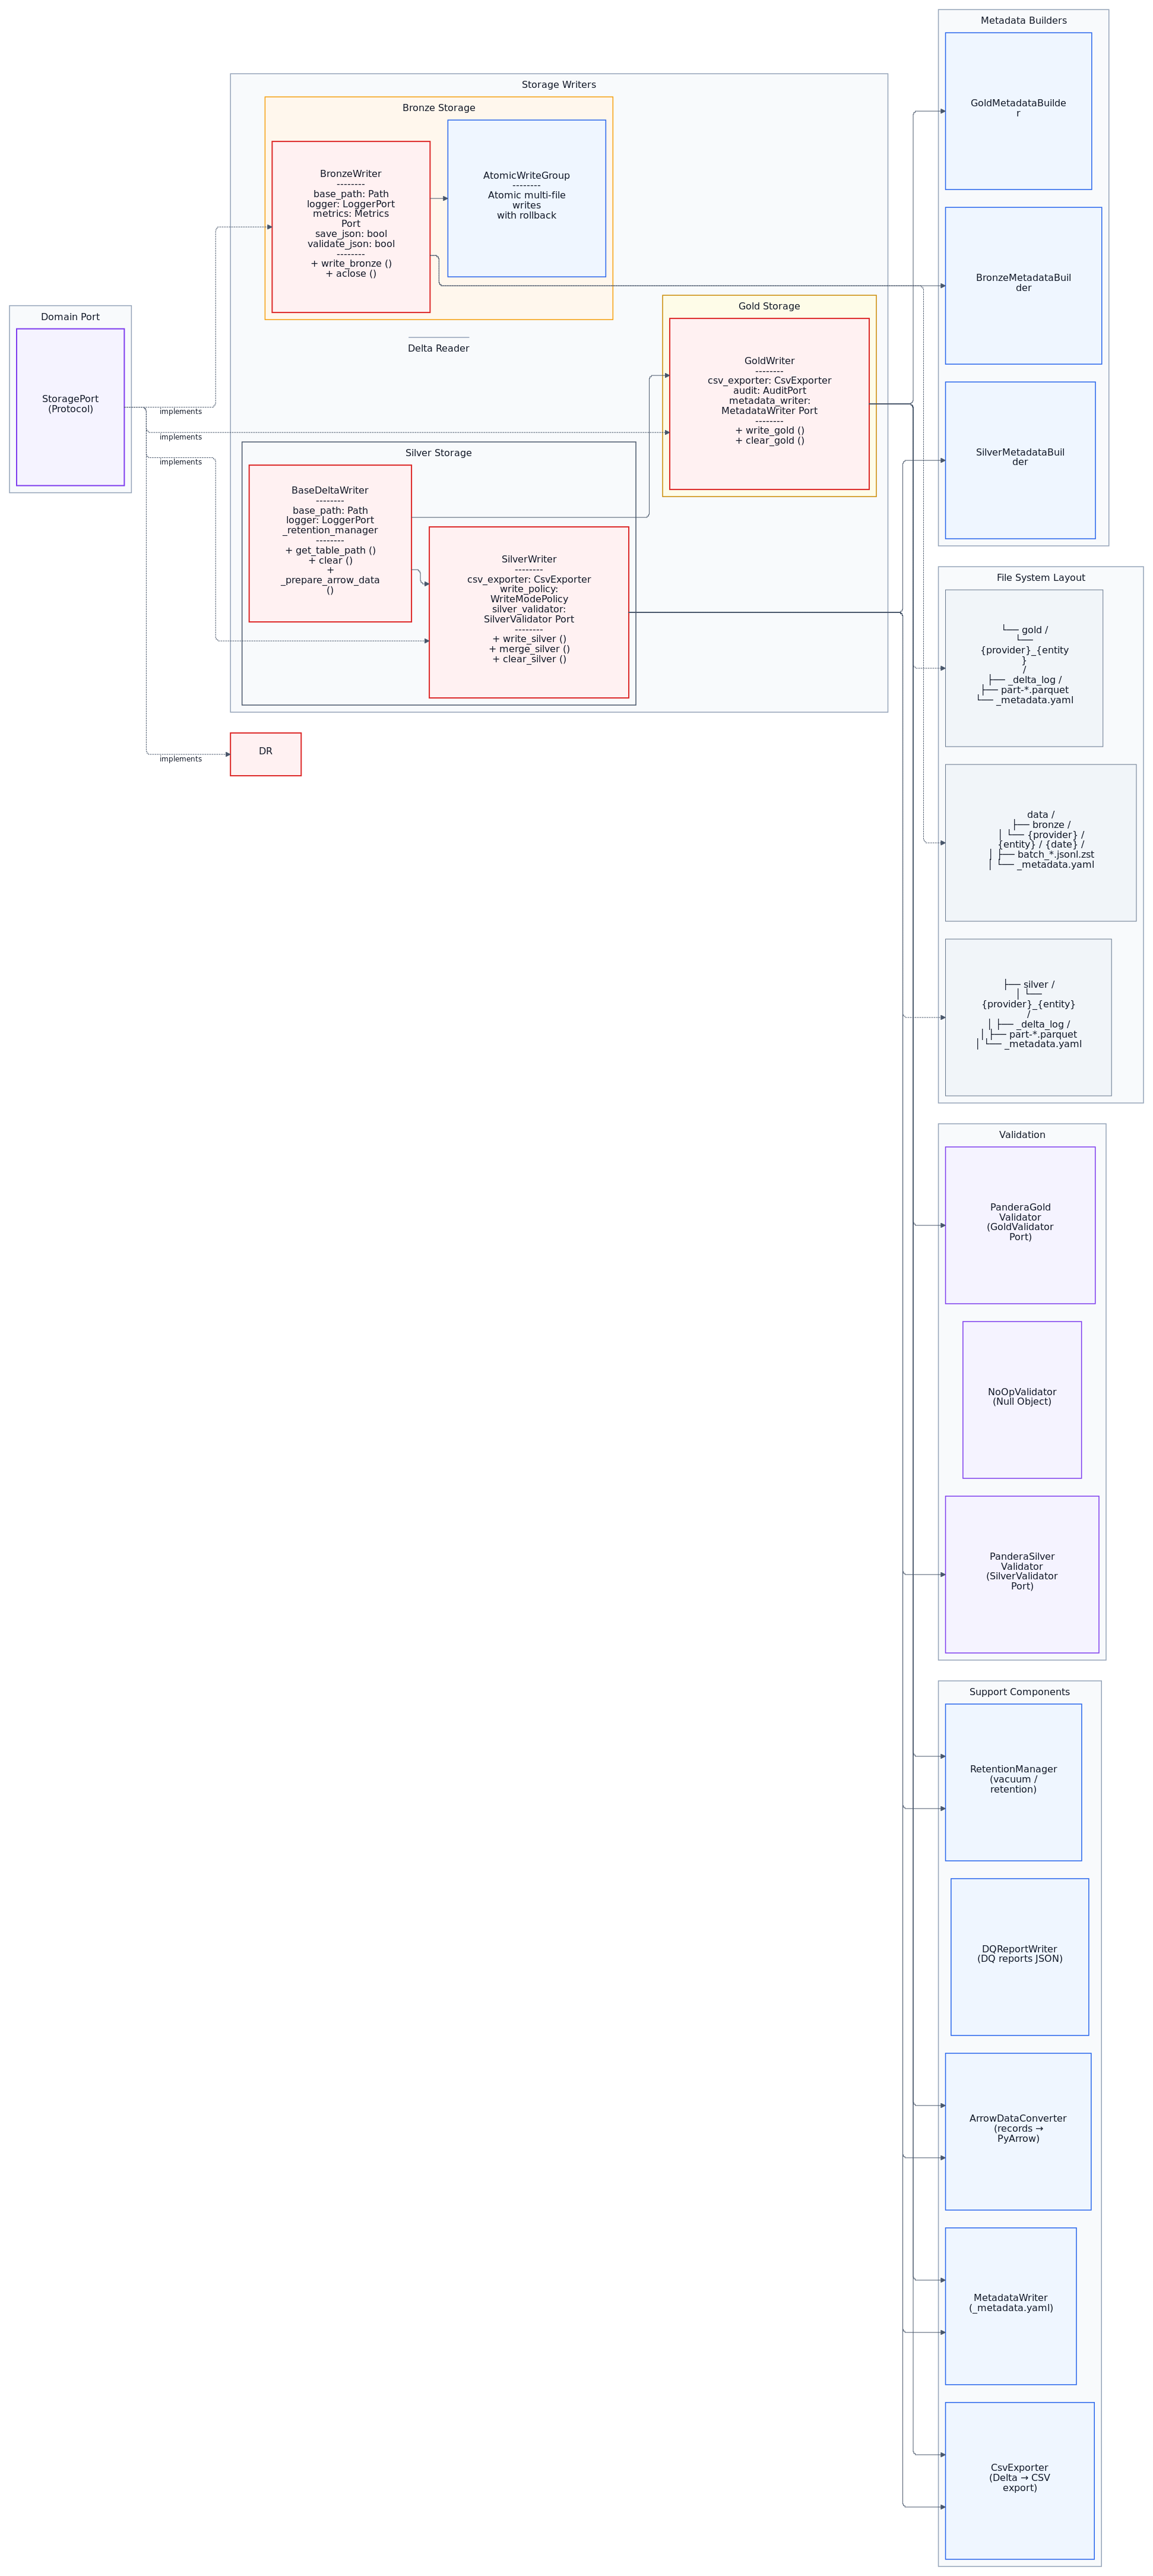 Domain Port
StoragePort
(Protocol)
implements
implements
implements
implements
Storage Writers
Bronze Storage
BronzeWriter
--------
base_path: Path
logger: LoggerPort
metrics: Metrics
Port
save_json: bool
validate_json: bool
--------
+ write_bronze ()
+ aclose ()
AtomicWriteGroup
--------
Atomic multi-file
writes
with rollback
Delta Reader
Gold Storage
GoldWriter
--------
csv_exporter: CsvExporter
audit: AuditPort
metadata_writer:
MetadataWriter Port
--------
+ write_gold ()
+ clear_gold ()
Silver Storage
BaseDeltaWriter
--------
base_path: Path
logger: LoggerPort
_retention_manager
--------
+ get_table_path ()
+ clear ()
+
_prepare_arrow_data
()
SilverWriter
--------
csv_exporter: CsvExporter
write_policy:
WriteModePolicy
silver_validator:
SilverValidator Port
--------
+ write_silver ()
+ merge_silver ()
+ clear_silver ()
DR
Metadata Builders
GoldMetadataBuilde
r
BronzeMetadataBuil
der
SilverMetadataBuil
der
File System Layout
└── gold /
└──
{provider}_{entity
}
/
├── _delta_log /
├── part-*.parquet
└── _metadata.yaml
data /
├── bronze /
│ └── {provider} /
{entity} / {date} /
│ ├── batch_*.jsonl.zst
│ └── _metadata.yaml
├── silver /
│ └──
{provider}_{entity}
/
│ ├── _delta_log /
│ ├── part-*.parquet
│ └── _metadata.yaml
Validation
PanderaGold
Validator
(GoldValidator
Port)
NoOpValidator
(Null Object)
PanderaSilver
Validator
(SilverValidator
Port)
Support Components
RetentionManager
(vacuum /
retention)
DQReportWriter
(DQ reports JSON)
ArrowDataConverter
(records →
PyArrow)
MetadataWriter
(_metadata.yaml)
CsvExporter
(Delta → CSV
export)